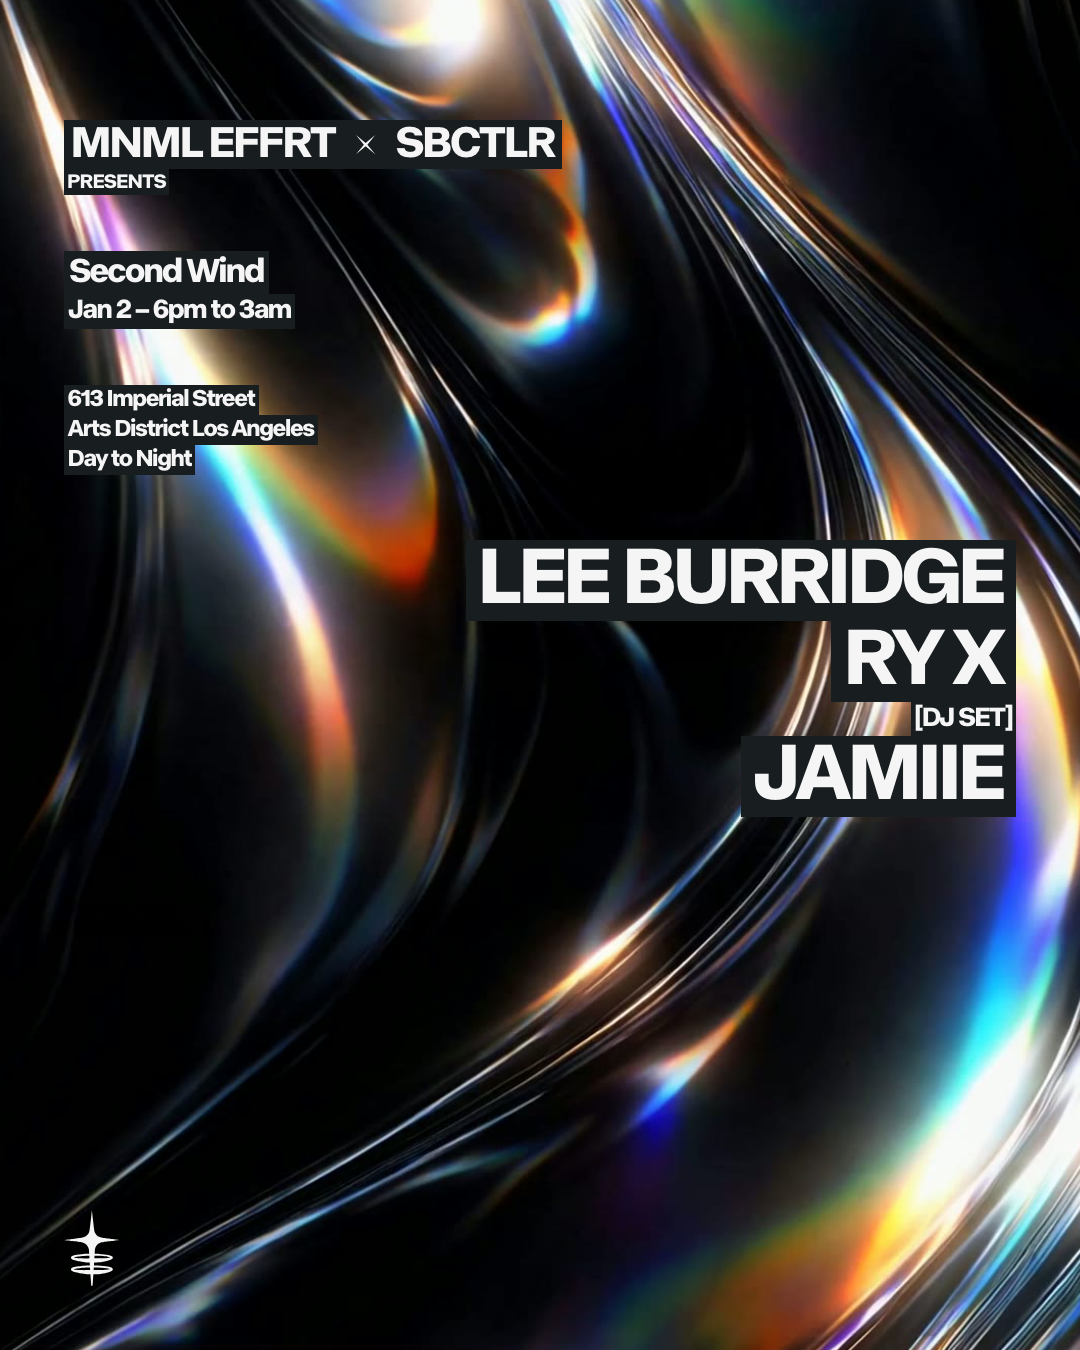 MNML EFFRT × SBCTLR
PRESENTS
Second Wind
Jan 2 – 6pm to 3am
613 Imperial Street
Arts District Los Angeles
Day to Night
LEE BURRIDGE
RY X
[DJ SET]
JAMIIE